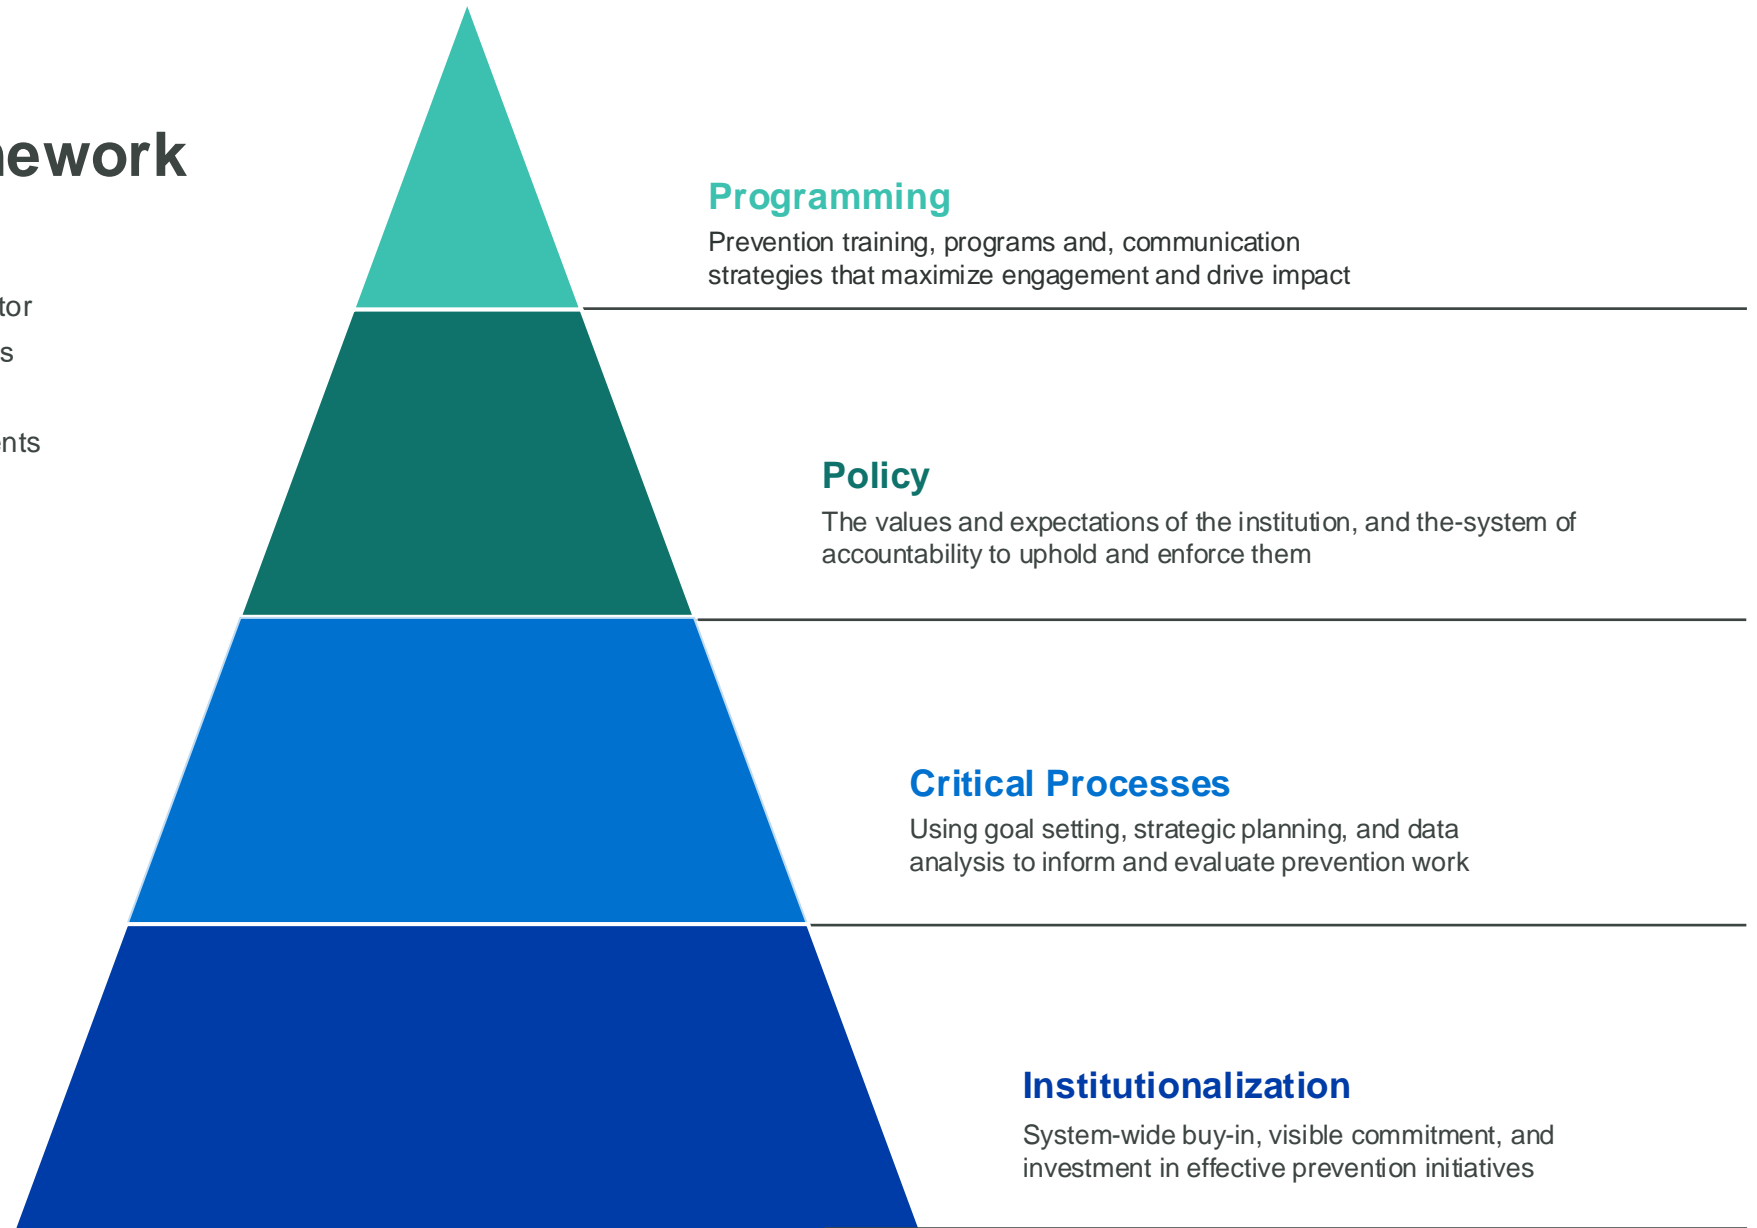 Programming
Prevention training, programs and, communication
strategies that maximize engagement and drive impact
Policy
The values and expectations of the institution, and the-system of
accountability to uphold and enforce them
Critical Processes
Using goal setting, strategic planning, and data
analysis to inform and evaluate prevention work
Institutionalization
System-wide buy-in, visible commitment, and
investment in effective prevention initiatives